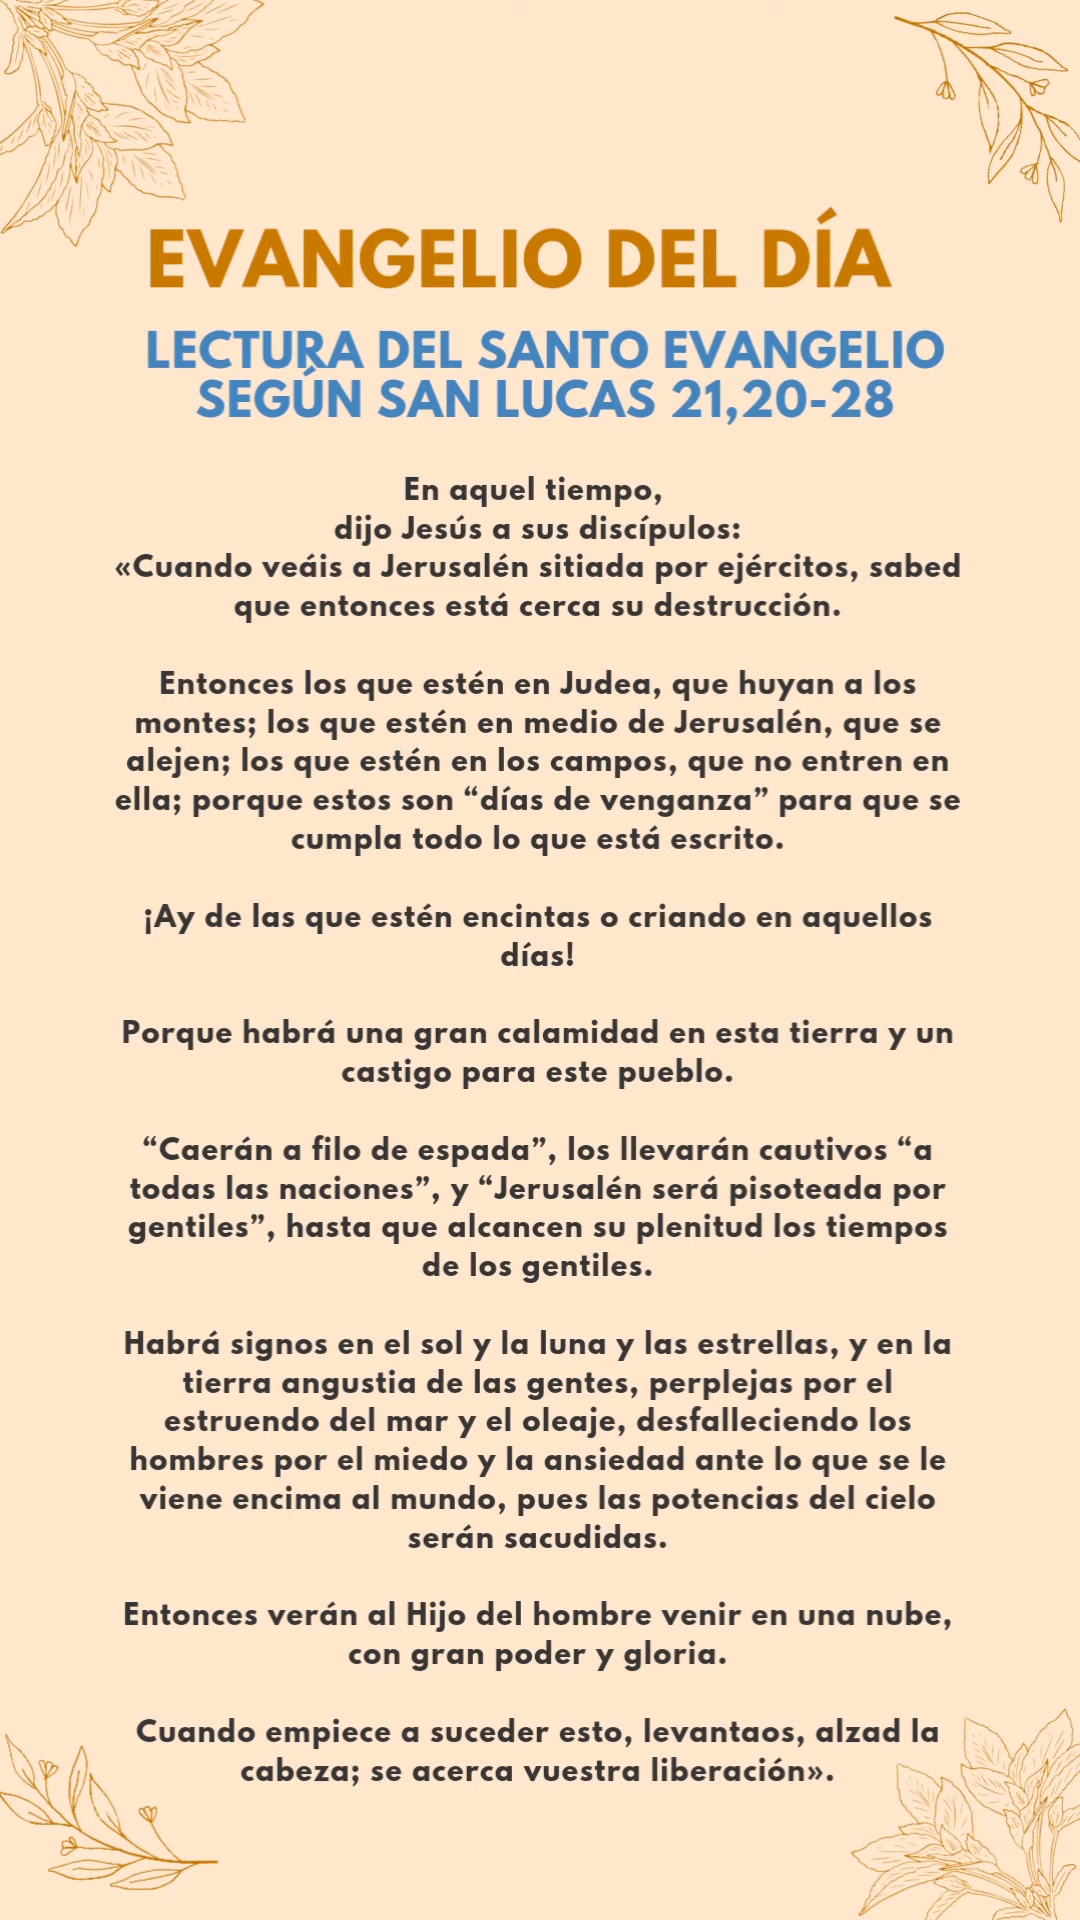 EVANGELIO DEL DÍA
LECTURA DEL SANTO EVANGELIO
SEGÚN SAN LUCAS 21,20-28
En aquel tiempo,
dijo Jesús a sus discípulos:
«Cuando veáis a Jerusalén sitiada por ejércitos, sabed
que entonces está cerca su destrucción.
Entonces los que estén en Judea, que huyan a los
montes; los que estén en medio de Jerusalén, que se
alejen; los que estén en los campos, que no entren en
ella; porque estos son “días de venganza” para que se
cumpla todo lo que está escrito.
¡Ay de las que estén encintas o criando en aquellos
días!
Porque habrá una gran calamidad en esta tierra y un
castigo para este pueblo.
“Caerán a filo de espada”, los llevarán cautivos “a
todas las naciones”, y “Jerusalén será pisoteada por
gentiles”, hasta que alcancen su plenitud los tiempos
de los gentiles.
Habrá signos en el sol y la luna y las estrellas, y en la
tierra angustia de las gentes, perplejas por el
estruendo del mar y el oleaje, desfalleciendo los
hombres por el miedo y la ansiedad ante lo que se le
viene encima al mundo, pues las potencias del cielo
serán sacudidas.
Entonces verán al Hijo del hombre venir en una nube,
con gran poder y gloria.
Cuando empiece a suceder esto, levantaos, alzad la
cabeza; se acerca vuestra liberación».